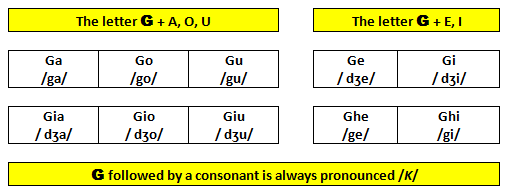 The letter G + A, O, U
The letter G + E, I
Ga Go Gu Ge Gi
/ga/ /go/ /gu/ / dʒe/ / dʒi/
Gia Gio Giu Ghe Ghi
/ dʒa/ / dʒo/ / dʒu/ /ge/ /gi/
G followed by a consonant is always pronounced /K/